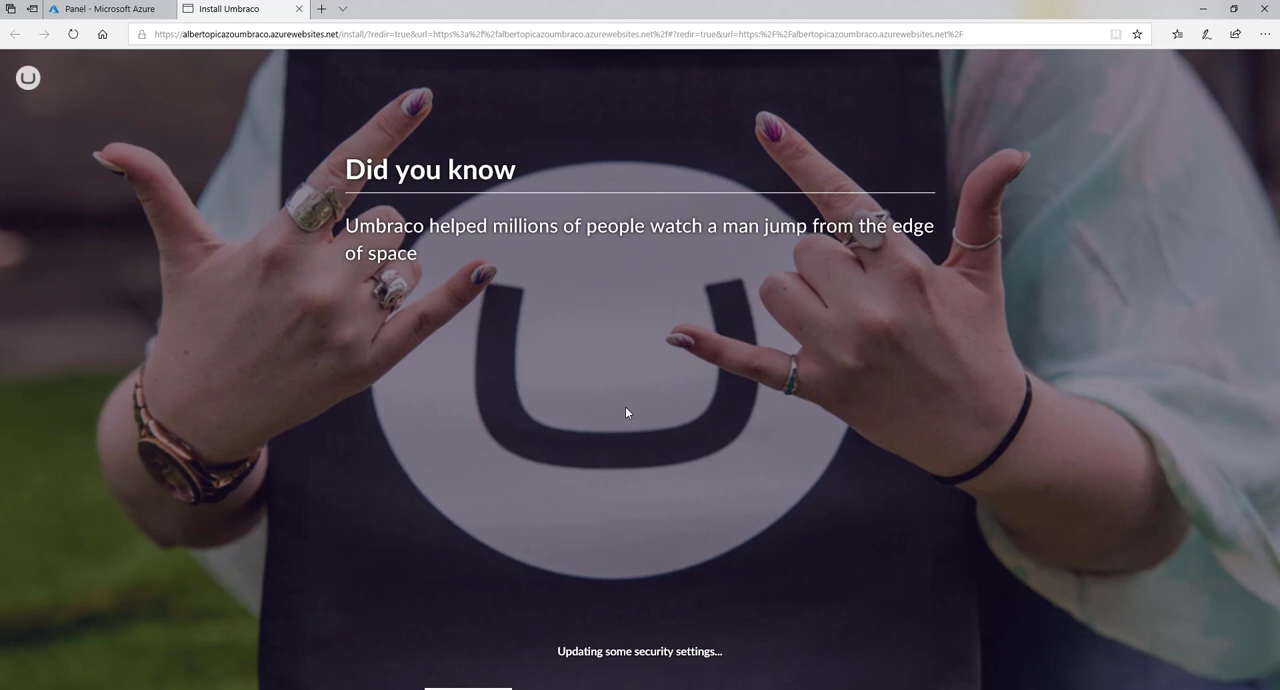 Panel - Microsoft Azure
Install Umbraco
https://albertopicazoumbraco.azurewebsites.net/install/?redir=true&url=https%3a%2f%2falbertopicazoumbraco.azurewebsites.net%2f#?redir=true&url=https:%2F%2Falbertopicazoumbraco.azurewebsites.net%2F
Did you know
Umbraco helped millions of people watch a man jump from the edge
of space
Updating some security settings...